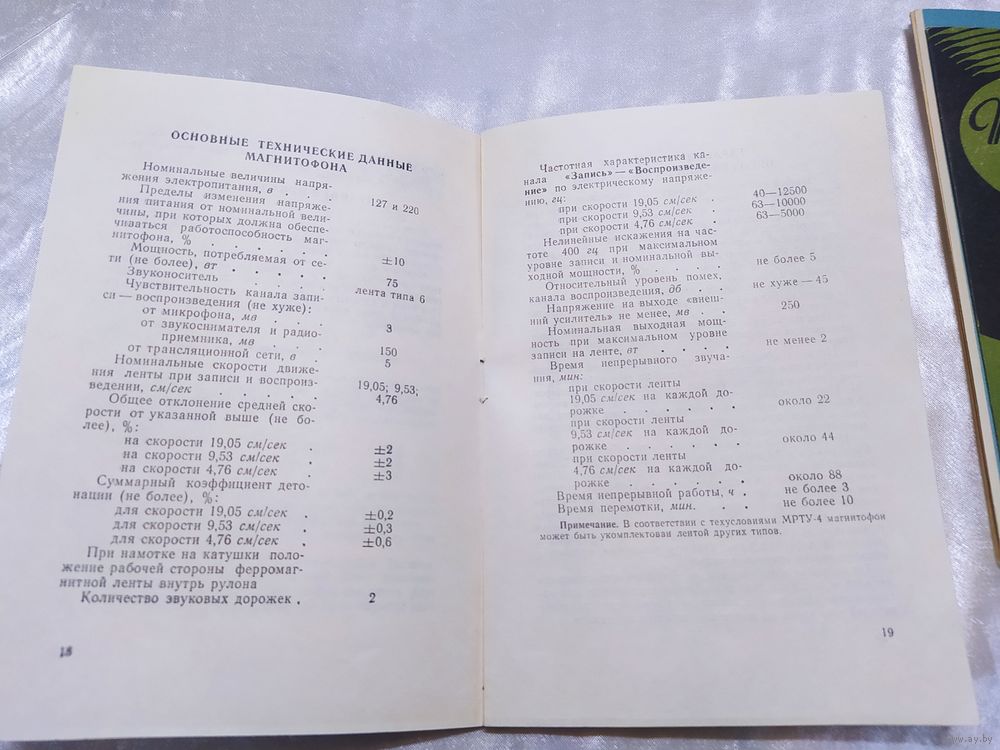 ОСНОВНЫЕ ТЕХНИЧЕСКИЕ ДАННЫЕ
МАГНИТОФОНА
Номинальные величины напря-
жения электропитания, в . . . 127 и 220
Пределы изменения напряже-
ния питания от номинальной вели-
чины, при которых должна обеспе-
чиваться работоспособность маг-
нитофона, % . . . . . . ±10
Мощность, потребляемая от се-
ти (не более), вт . . . . . 75
Звуконоситель . . . . лента типа 6
Чувствительность канала запи-
си — воспроизведения (не хуже):
от микрофона, мв . . . . 3
от звукоснимателя и радио-
приемника, мв . . . . 150
от трансляционной сети, в . 5
Номинальные скорости движе-
ния ленты при записи и воспроиз-
ведении, см/сек . . . . . 19,05; 9,53;
4,76
Общее отклонение средней ско-
рости от указанной выше (не бо-
лее), %:
на скорости 19,05 см/сек . ±2
на скорости 9,53 см/сек . ±2
на скорости 4,76 см/сек . ±3
Суммарный коэффициент дето-
нации (не более), %:
для скорости 19,05 см/сек . ±0,2
для скорости 9,53 см/сек . ±0,3
для скорости 4,76 см/сек . ±0,6
При намотке на катушки поло-
жение рабочей стороны ферромаг-
нитной ленты внутрь рулона
Количество звуковых дорожек . 2
18
Частотная характеристика ка-
нала «Запись»—«Воспроизведе-
ние» по электрическому напряже-
нию, гц:
при скорости 19,05 см/сек . 40—12500
при скорости 9,53 см/сек . 63—10000
при скорости 4,76 см/сек . 63—5000
Нелинейные искажения на час-
тоте 400 гц при максимальном
уровне записи и номинальной вы-
ходной мощности, % . . . . не более 5
Относительный уровень помех,
канала воспроизведения, дб . . не хуже — 45
Напряжение на выходе «внеш-
ний усилитель» не менее, мв . . 250
Номинальная выходная мощ-
ность при максимальном уровне
записи на ленте, вт . . . . не менее 2
Время непрерывного звуча-
ния, мин:
при скорости ленты
19,05 см/сек на каждой до-
рожке . . . . . . около 22
при скорости ленты
9,53 см/сек на каждой до-
рожке . . . . . . около 44
при скорости ленты
4,76 см/сек на каждой до-
рожке . . . . . . около 88
Время непрерывной работы, ч . не более 3
Время перемотки, мин. . . не более 10
Примечание. В соответствии с техусловиями МРТУ-4 магнитофон
может быть укомплектован лентой других типов.
19
www.ay.by